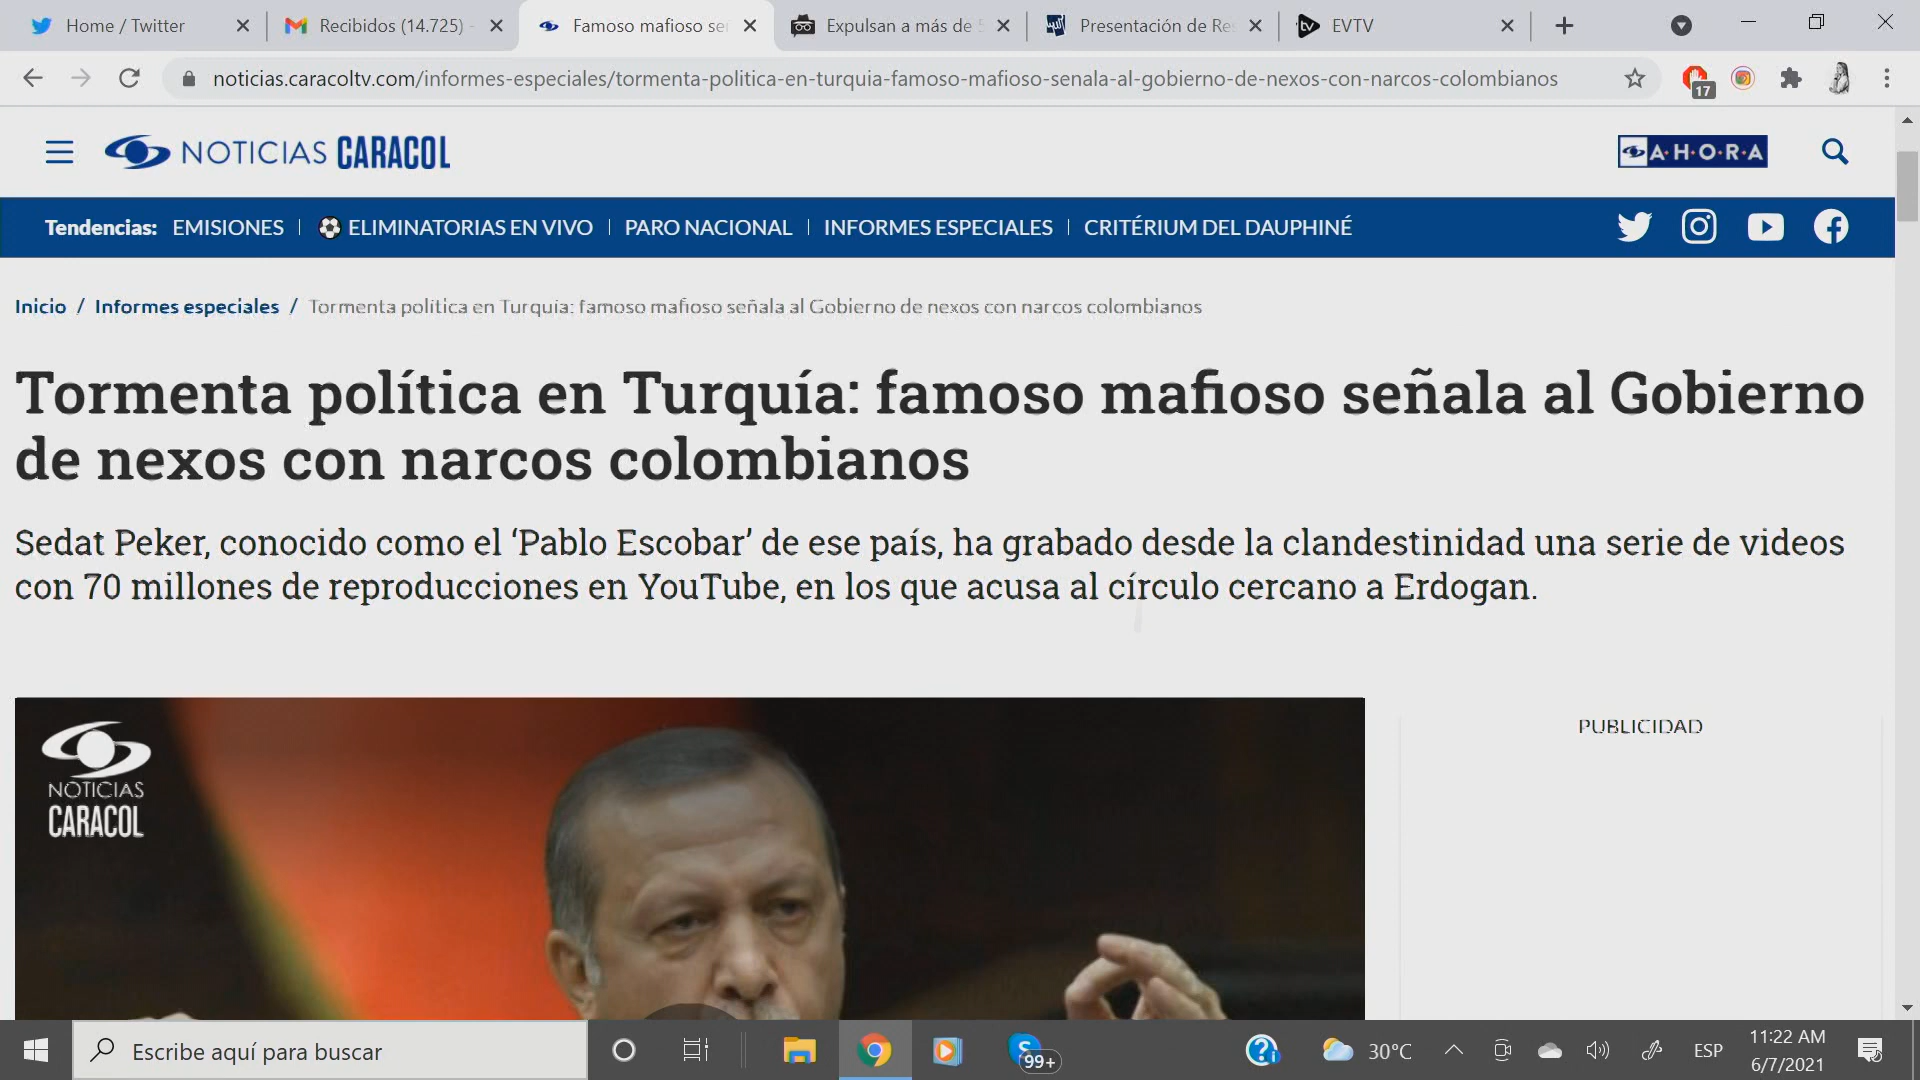 Home / Twitter
Recibidos (14.725) -
Famoso mafioso señ
Expulsan a más de 5
Presentación de Res
EVTV
noticias.caracoltv.com/informes-especiales/tormenta-politica-en-turquia-famoso-mafioso-senala-al-gobierno-de-nexos-con-narcos-colombianos
17
NOTICIAS CARACOL
A·H·O·R·A
Tendencias: EMISIONES | ELIMINATORIAS EN VIVO | PARO NACIONAL | INFORMES ESPECIALES | CRITÉRIUM DEL DAUPHINÉ
Inicio / Informes especiales / Tormenta política en Turquía: famoso mafioso señala al Gobierno de nexos con narcos colombianos
Tormenta política en Turquía: famoso mafioso señala al Gobierno
de nexos con narcos colombianos
Sedat Peker, conocido como el ‘Pablo Escobar’ de ese país, ha grabado desde la clandestinidad una serie de videos
con 70 millones de reproducciones en YouTube, en los que acusa al círculo cercano a Erdogan.
NOTICIAS
CARACOL
PUBLICIDAD
Escribe aquí para buscar
99+
30°C
ESP
11:22 AM
6/7/2021